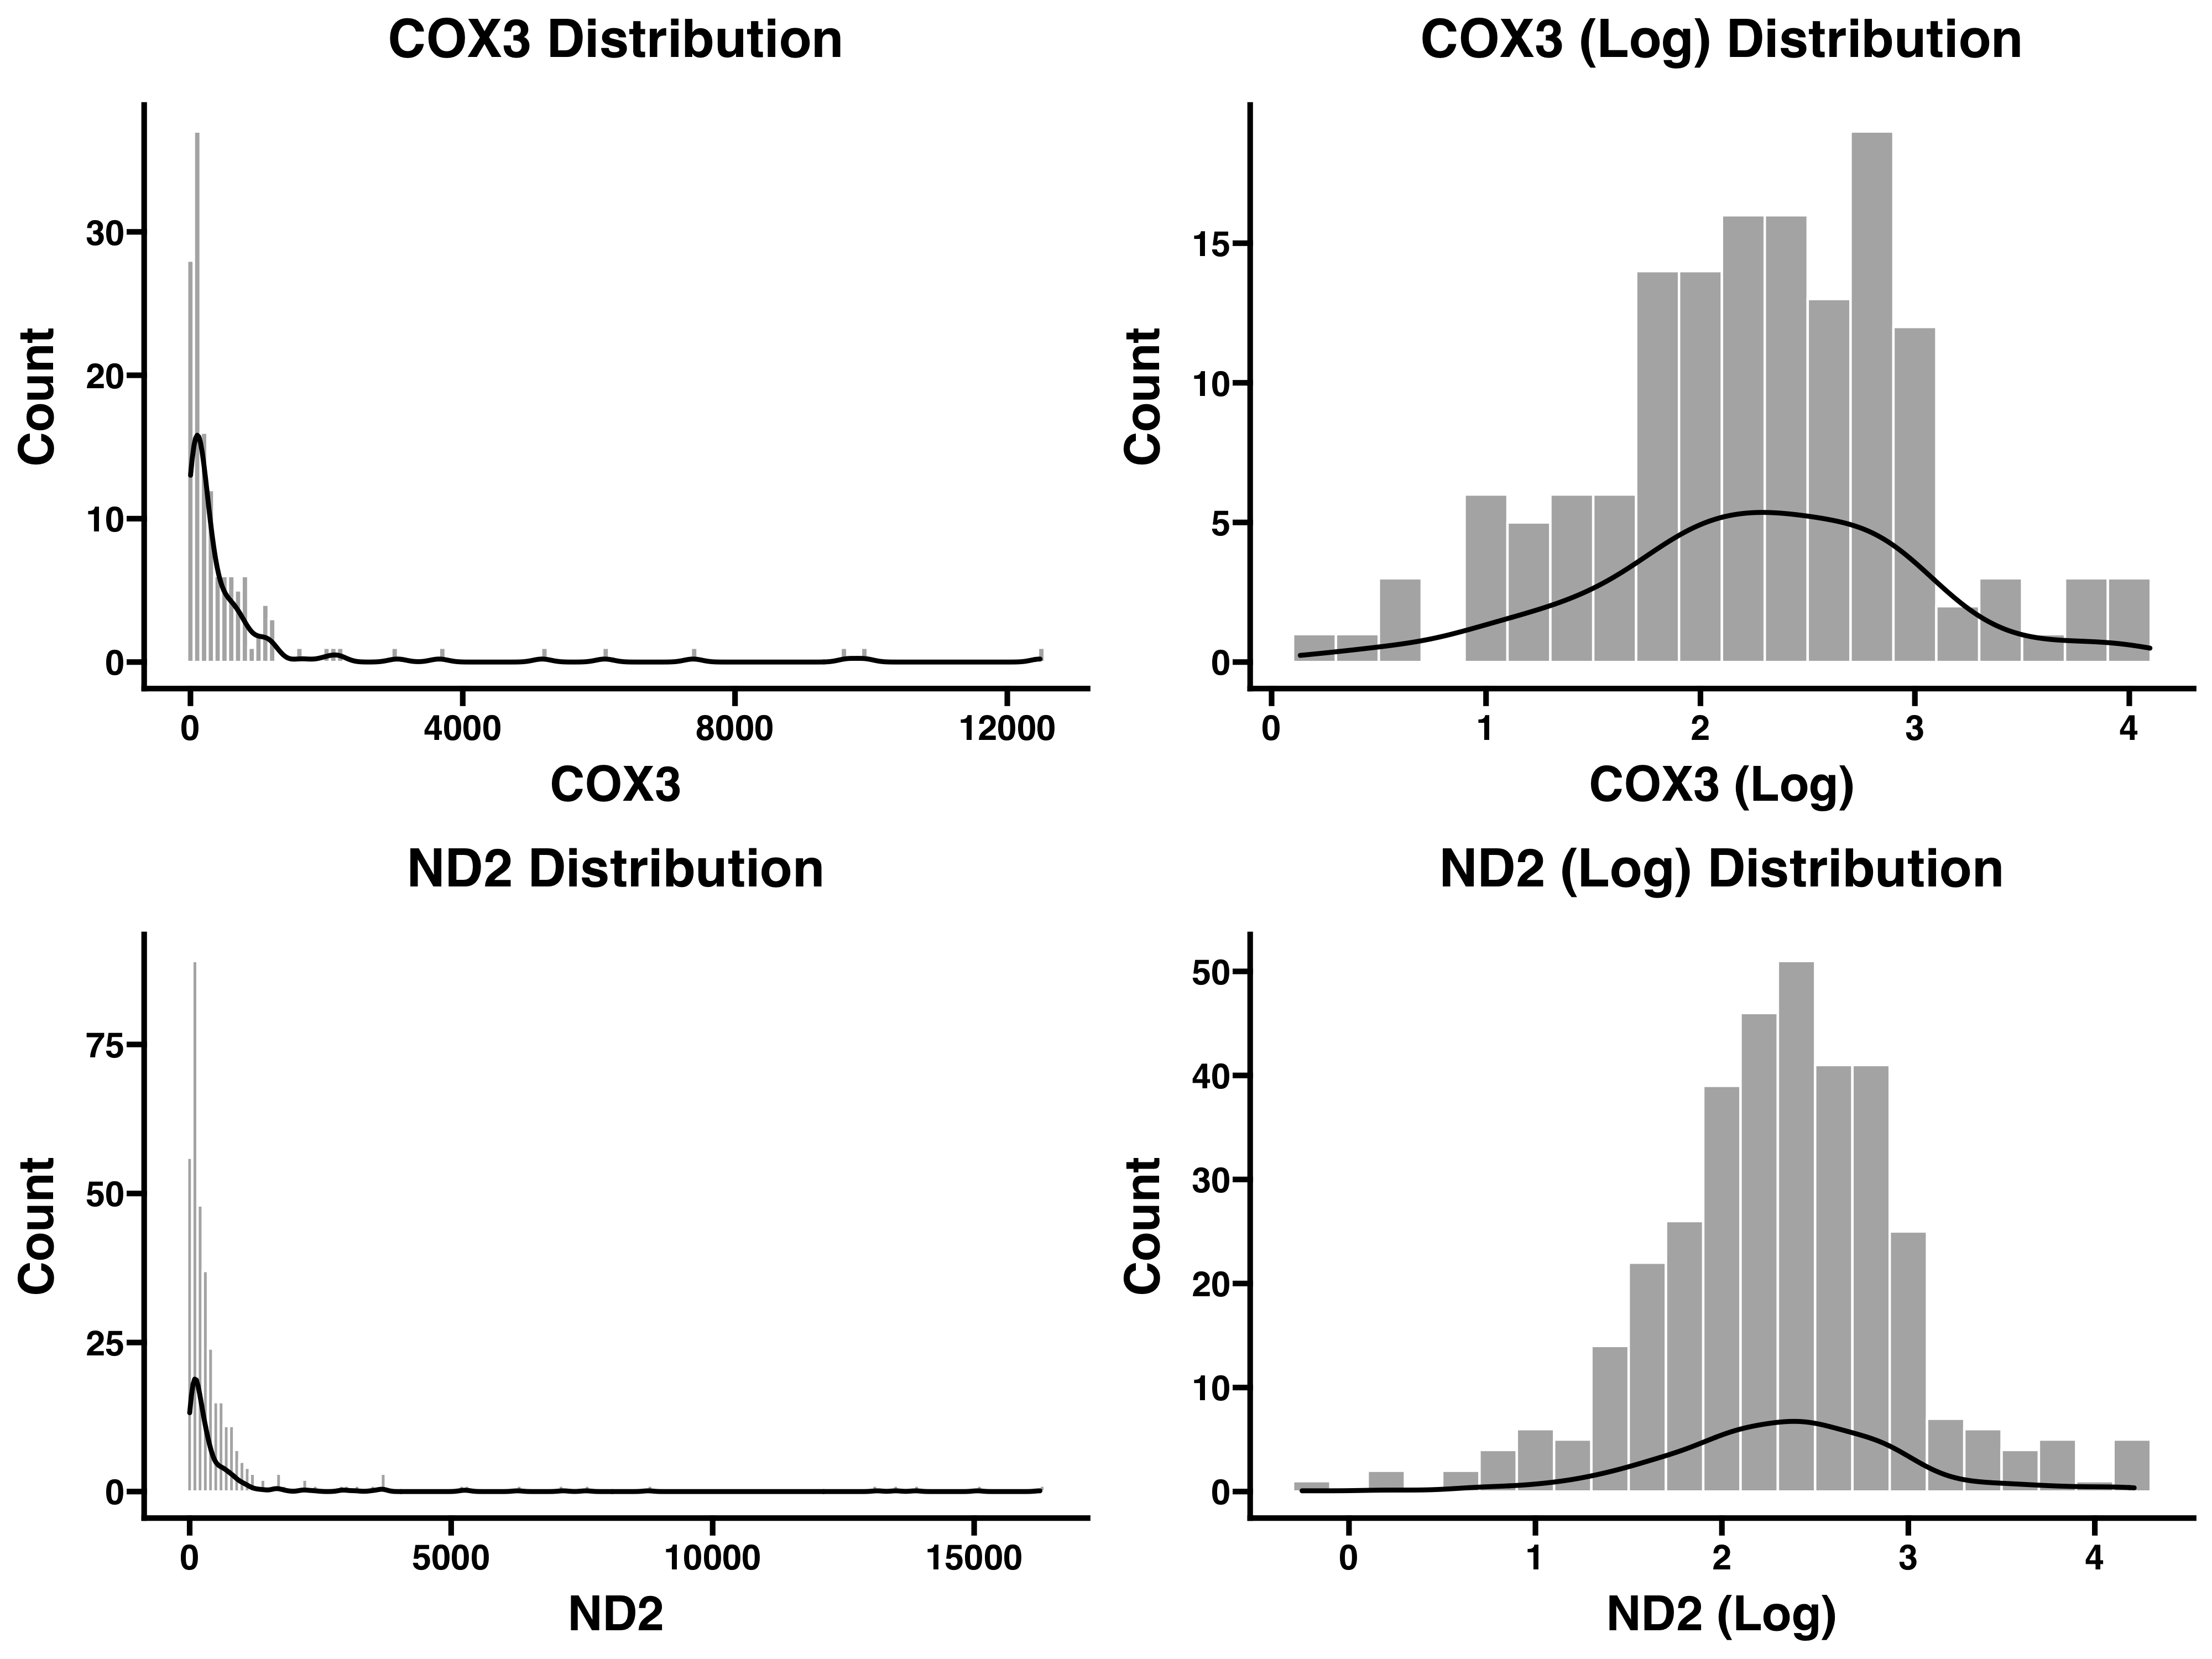 COX3 Distribution
Count
30
20
10
0
0 4000 8000 12000
COX3
COX3 (Log) Distribution
Count
15
10
5
0
0 1 2 3 4
COX3 (Log)
ND2 Distribution
Count
75
50
25
0
0 5000 10000 15000
ND2
ND2 (Log) Distribution
Count
50
40
30
20
10
0
0 1 2 3 4
ND2 (Log)